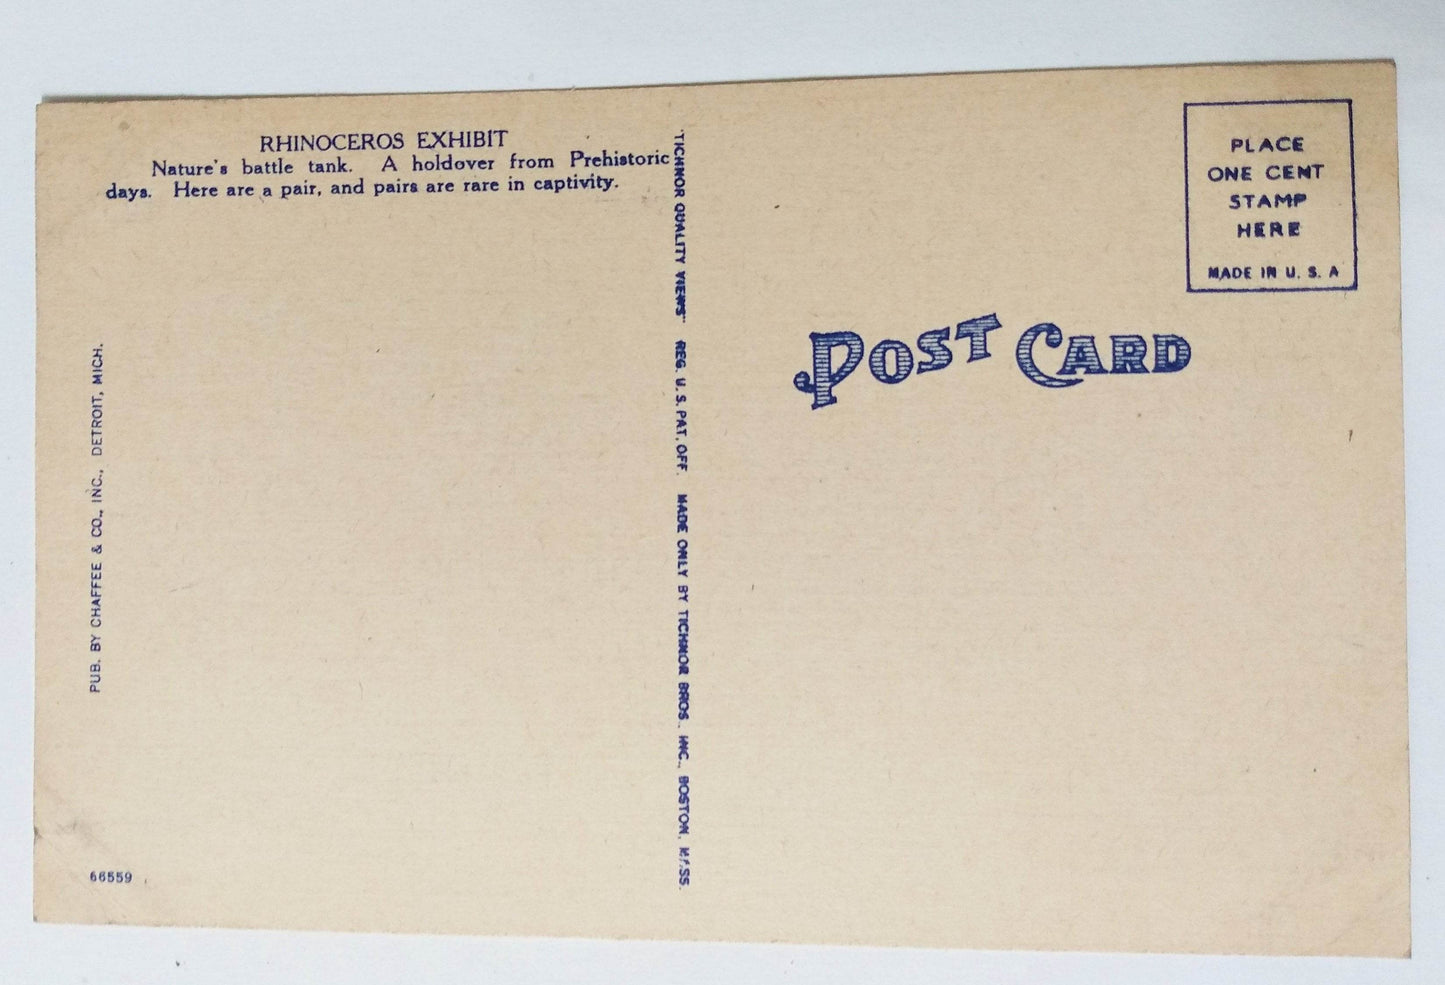 RHINOCEROS EXHIBIT
Nature's battle tank. A holdover from Prehistoric
days. Here are a pair, and pairs are rare in captivity.
PUB. BY CHAFFEE & CO., INC., DETROIT, MICH.
66559
"TICHNOR QUALITY VIEWS" REG. U. S. PAT. OFF. MADE ONLY BY TICHNOR BROS., INC., BOSTON, MASS.
PLACE
ONE CENT
STAMP
HERE
MADE IN U. S. A
POST CARD